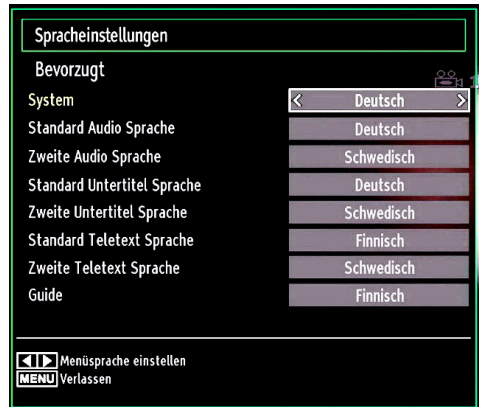 Spracheinstellungen
Bevorzugt
System Deutsch
Standard Audio Sprache Deutsch
Zweite Audio Sprache Schwedisch
Standard Untertitel Sprache Deutsch
Zweite Untertitel Sprache Schwedisch
Standard Teletext Sprache Finnisch
Zweite Teletext Sprache Schwedisch
Guide Finnisch
Menüsprache einstellen
MENU Verlassen